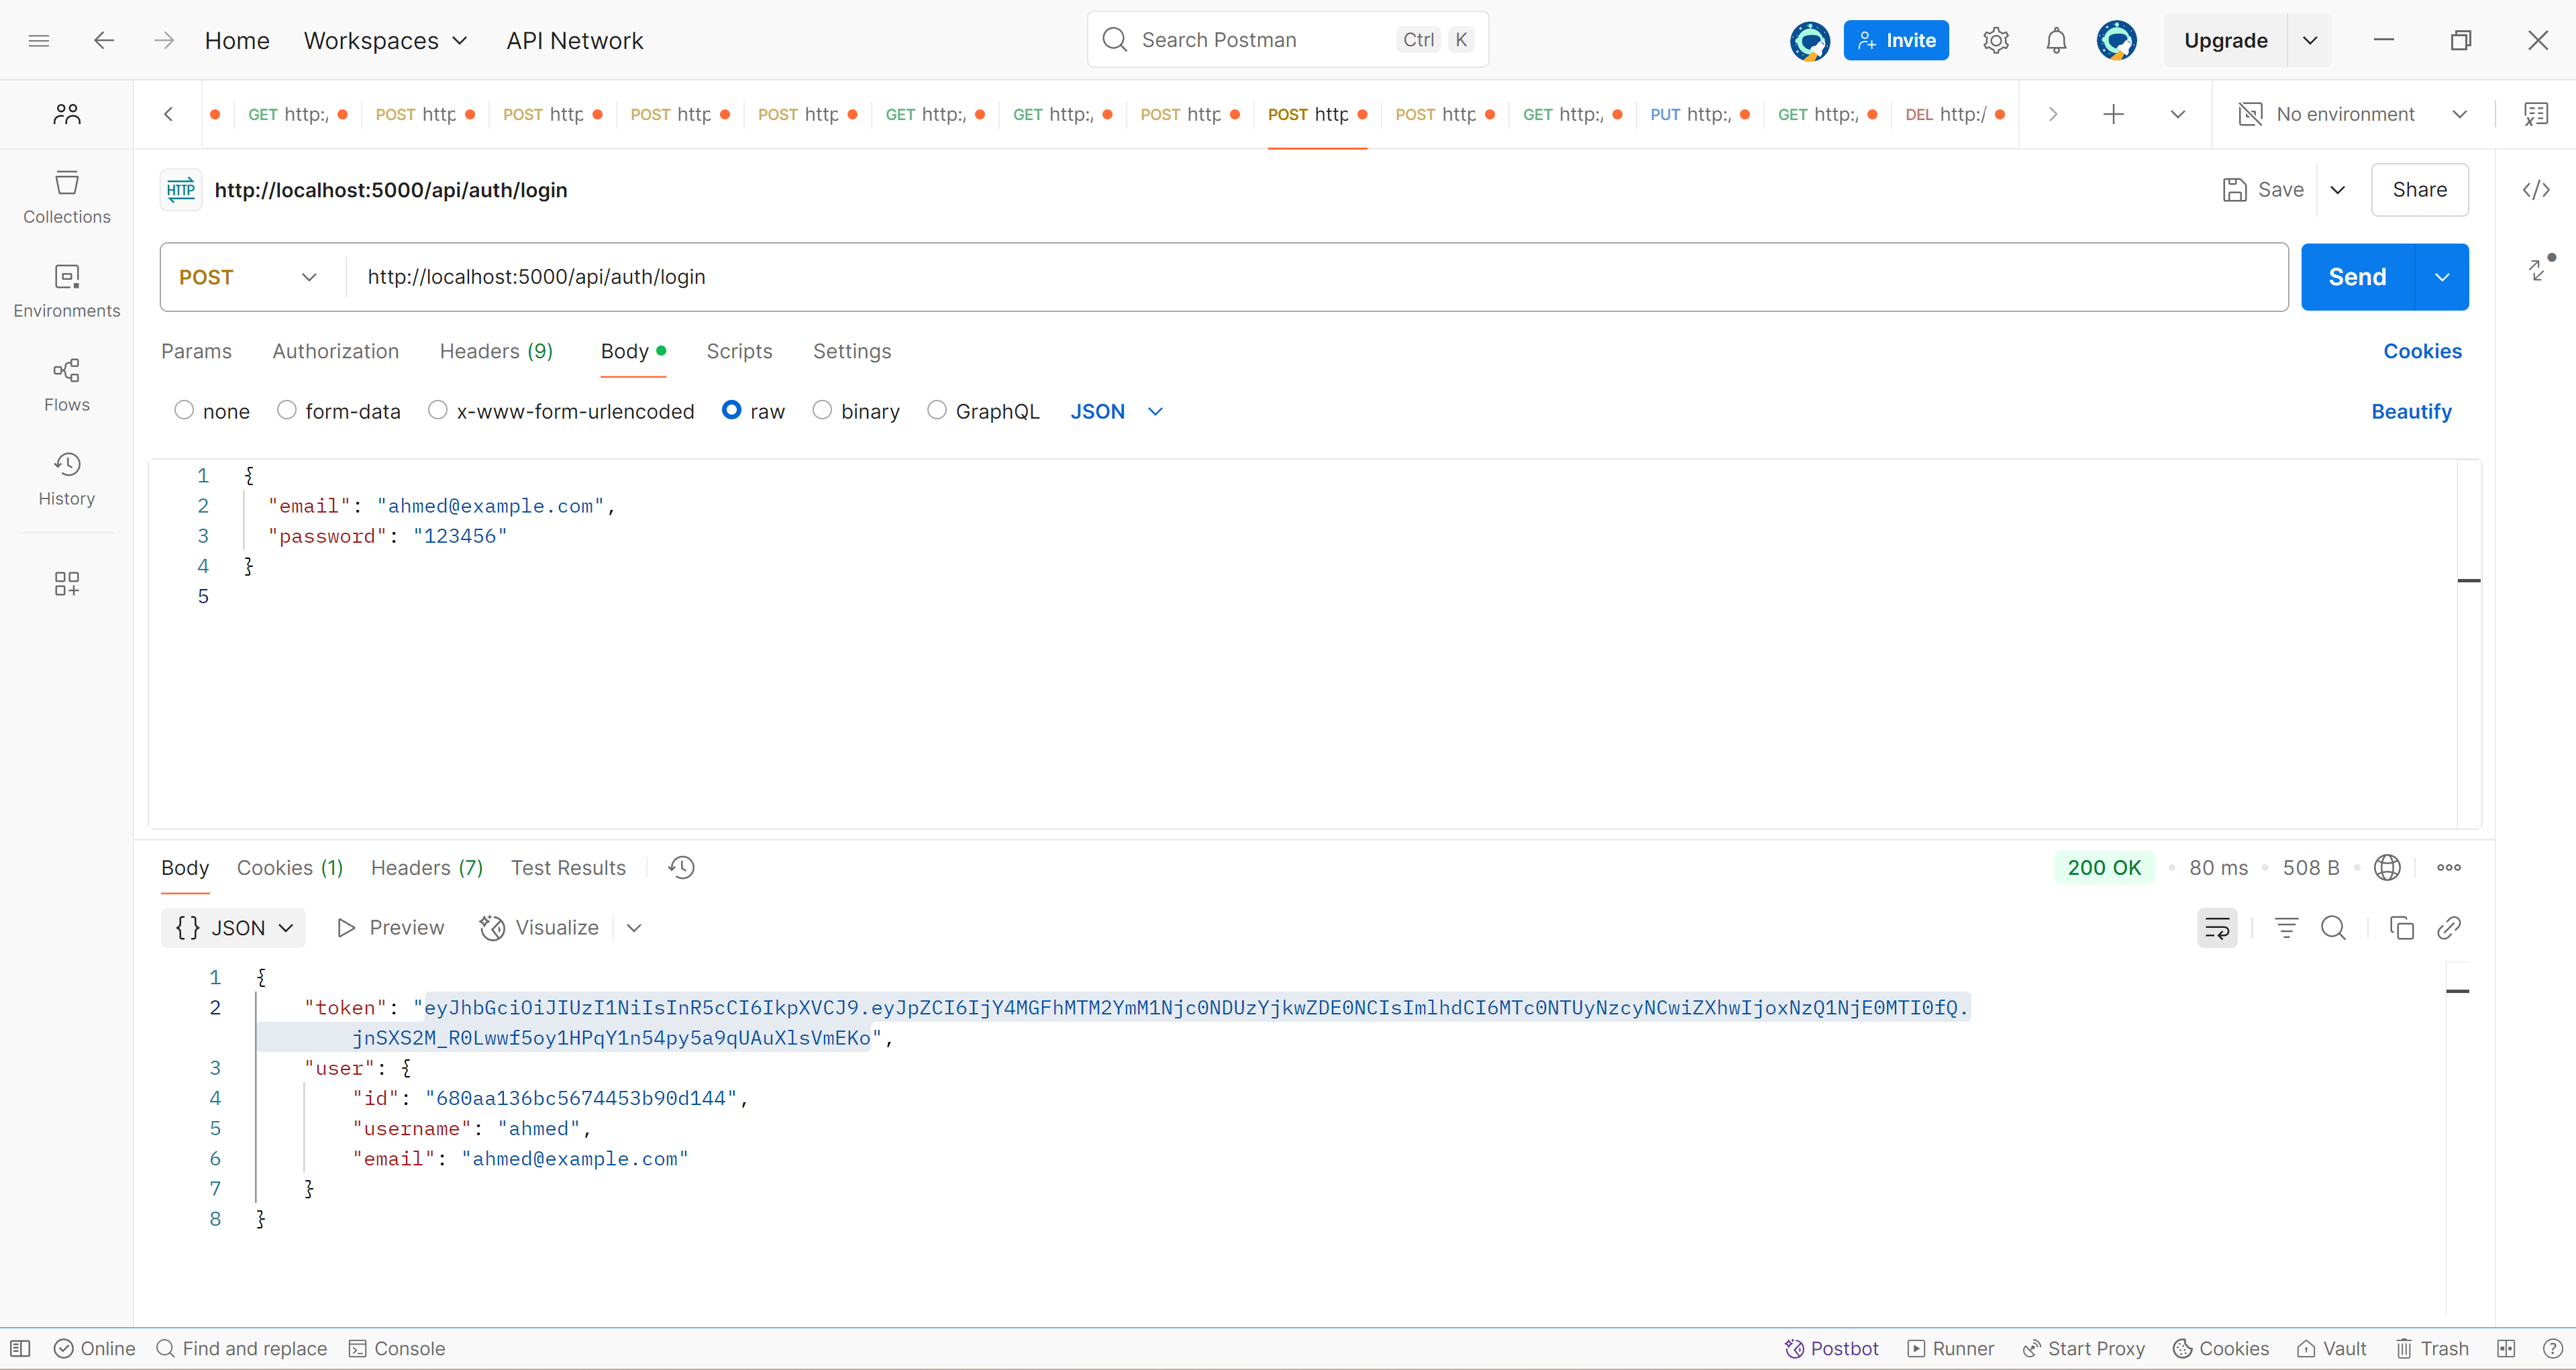 Home Workspaces API Network Search Postman Ctrl K Invite Upgrade
GET http:/ POST http POST http POST http POST http GET http:/ GET http:/ POST http POST http POST http GET http:/ PUT http:/ GET http:/ DEL http:/ No environment
HTTP http://localhost:5000/api/auth/login Save Share
POST http://localhost:5000/api/auth/login Send
Params Authorization Headers (9) Body Scripts Settings Cookies
none form-data x-www-form-urlencoded raw binary GraphQL JSON Beautify
Collections
Environments
Flows
History
1 {
2 "email": "ahmed@example.com",
3 "password": "123456"
4 }
5
Body Cookies (1) Headers (7) Test Results 200 OK • 80 ms • 508 B •
{} JSON Preview Visualize
1 {
2 "token": "eyJhbGciOiJIUzI1NiIsInR5cCI6IkpXVCJ9.eyJpZCI6IjY4MGFhMTM2YmM1Njc0NDUzYjkwZDE0NCIsImlhdCI6MTc0NTUyNzcyNCwiZXhwIjoxNzQ1NjE0MTI0fQ.
jnSXS2M_R0Lwwf5oy1HPqY1n54py5a9qUAuXlsVmEKo",
3 "user": {
4 "id": "680aa136bc5674453b90d144",
5 "username": "ahmed",
6 "email": "ahmed@example.com"
7 }
8 }
Online Find and replace Console Postbot Runner Start Proxy Cookies Vault Trash